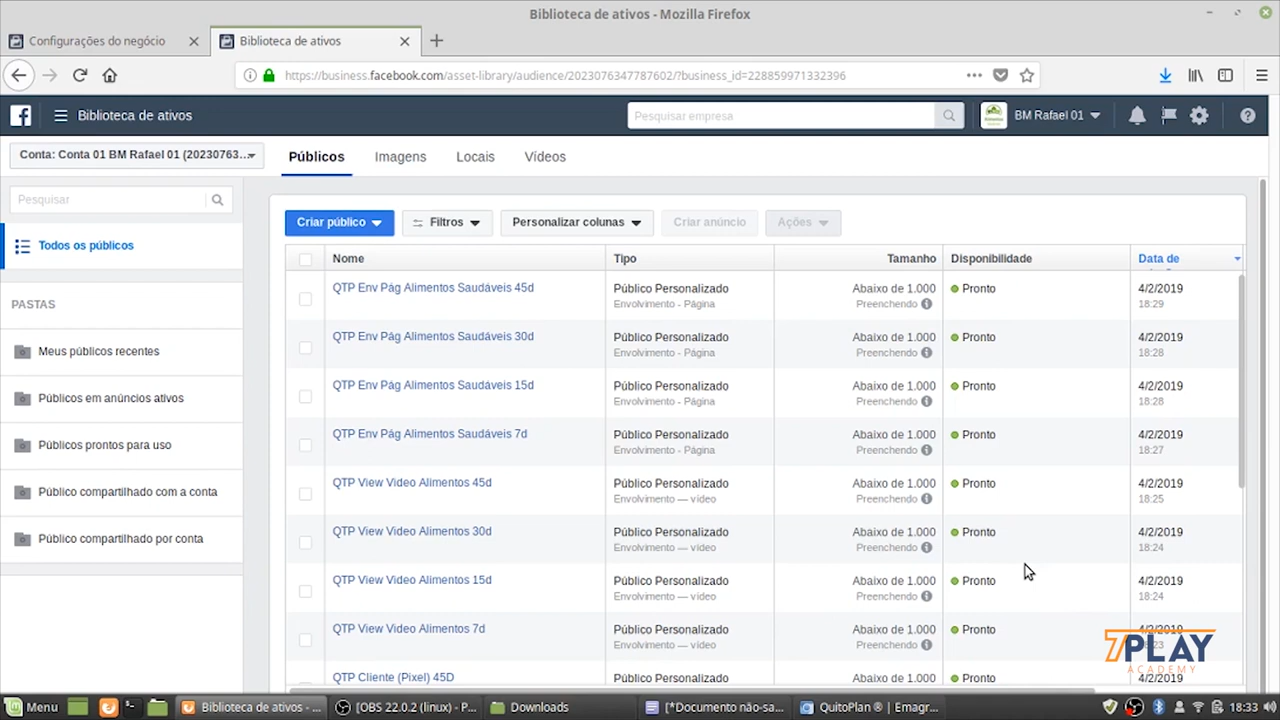 Biblioteca de ativos - Mozilla Firefox
Configurações do negócio
Biblioteca de ativos
https://business.facebook.com/asset-library/audience/2023076347787602/?business_id=228859971332396
Biblioteca de ativos
Pesquisar empresa
BM Rafael 01
Conta: Conta 01 BM Rafael 01 (20230763...
Públicos
Imagens
Locais
Vídeos
Pesquisar
Todos os públicos
PASTAS
Meus públicos recentes
Públicos em anúncios ativos
Públicos prontos para uso
Público compartilhado com a conta
Público compartilhado por conta
Criar público
Filtros
Personalizar colunas
Criar anúncio
Ações
Nome Tipo Tamanho Disponibilidade Data de
QTP Env Pág Alimentos Saudáveis 45d Público Personalizado Abaixo de 1.000 Pronto 4/2/2019
Envolvimento - Página Preenchendo 18:29
QTP Env Pág Alimentos Saudáveis 30d Público Personalizado Abaixo de 1.000 Pronto 4/2/2019
Envolvimento - Página Preenchendo 18:28
QTP Env Pág Alimentos Saudáveis 15d Público Personalizado Abaixo de 1.000 Pronto 4/2/2019
Envolvimento - Página Preenchendo 18:28
QTP Env Pág Alimentos Saudáveis 7d Público Personalizado Abaixo de 1.000 Pronto 4/2/2019
Envolvimento - Página Preenchendo 18:27
QTP View Video Alimentos 45d Público Personalizado Abaixo de 1.000 Pronto 4/2/2019
Envolvimento — vídeo Preenchendo 18:25
QTP View Video Alimentos 30d Público Personalizado Abaixo de 1.000 Pronto 4/2/2019
Envolvimento — vídeo Preenchendo 18:24
QTP View Video Alimentos 15d Público Personalizado Abaixo de 1.000 Pronto 4/2/2019
Envolvimento — vídeo Preenchendo 18:24
QTP View Video Alimentos 7d Público Personalizado Abaixo de 1.000 Pronto 4/2/2019
Envolvimento — vídeo Preenchendo
QTP Cliente (Pixel) 45D Público Personalizado Abaixo de 1.000 Pronto 4/2/2019
7PLAY
ACADEMY
Menu
Biblioteca de ativos - ...
[OBS 22.0.2 (linux) - P...
Downloads
[*Documento não-sa...
QuitoPlan ® | Emagr...
18:33